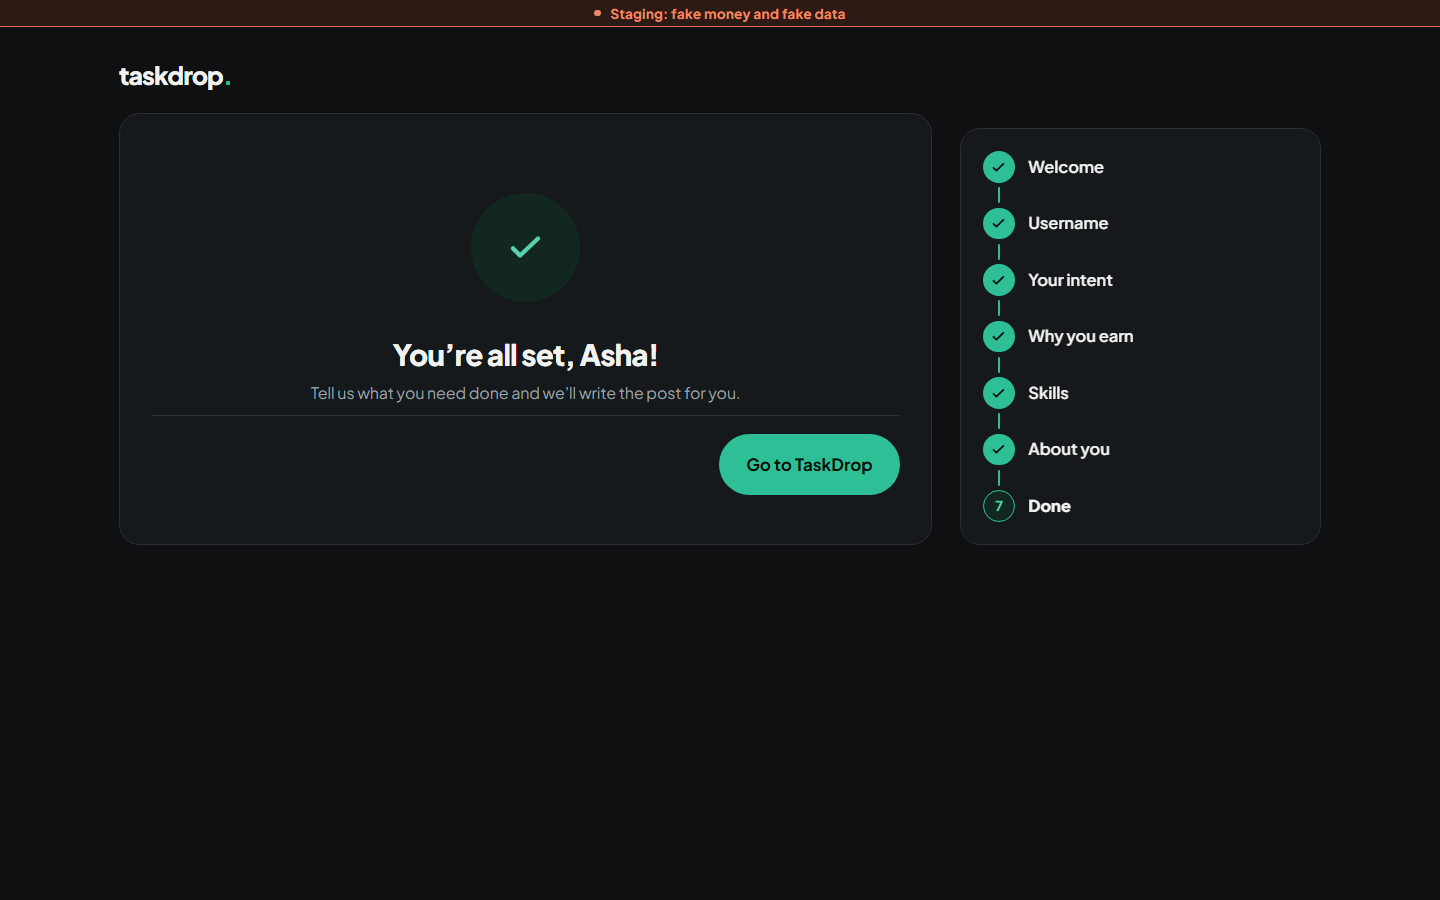 Staging: fake money and fake data
taskdrop.
You’re all set, Asha!
Tell us what you need done and we’ll write the post for you.
Go to TaskDrop
Welcome
Username
Your intent
Why you earn
Skills
About you
7 Done